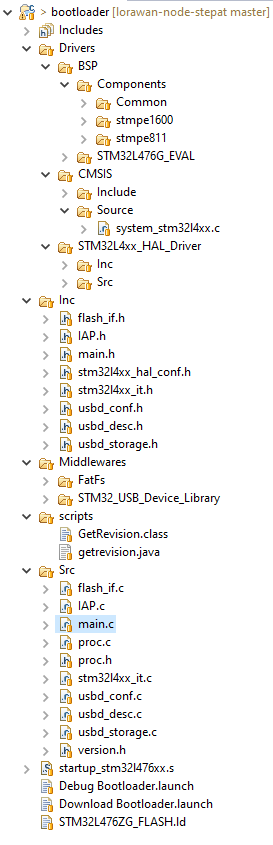 > bootloader [lorawan-node-stepat master]
Includes
Drivers
BSP
Components
Common
stmpe1600
stmpe811
STM32L476G_EVAL
CMSIS
Include
Source
system_stm32l4xx.c
STM32L4xx_HAL_Driver
Inc
Src
Inc
flash_if.h
IAP.h
main.h
stm32l4xx_hal_conf.h
stm32l4xx_it.h
usbd_conf.h
usbd_desc.h
usbd_storage.h
Middlewares
FatFs
STM32_USB_Device_Library
scripts
GetRevision.class
getrevision.java
Src
flash_if.c
IAP.c
main.c
proc.c
proc.h
stm32l4xx_it.c
usbd_conf.c
usbd_desc.c
usbd_storage.c
version.h
startup_stm32l476xx.s
Debug Bootloader.launch
Download Bootloader.launch
STM32L476ZG_FLASH.ld